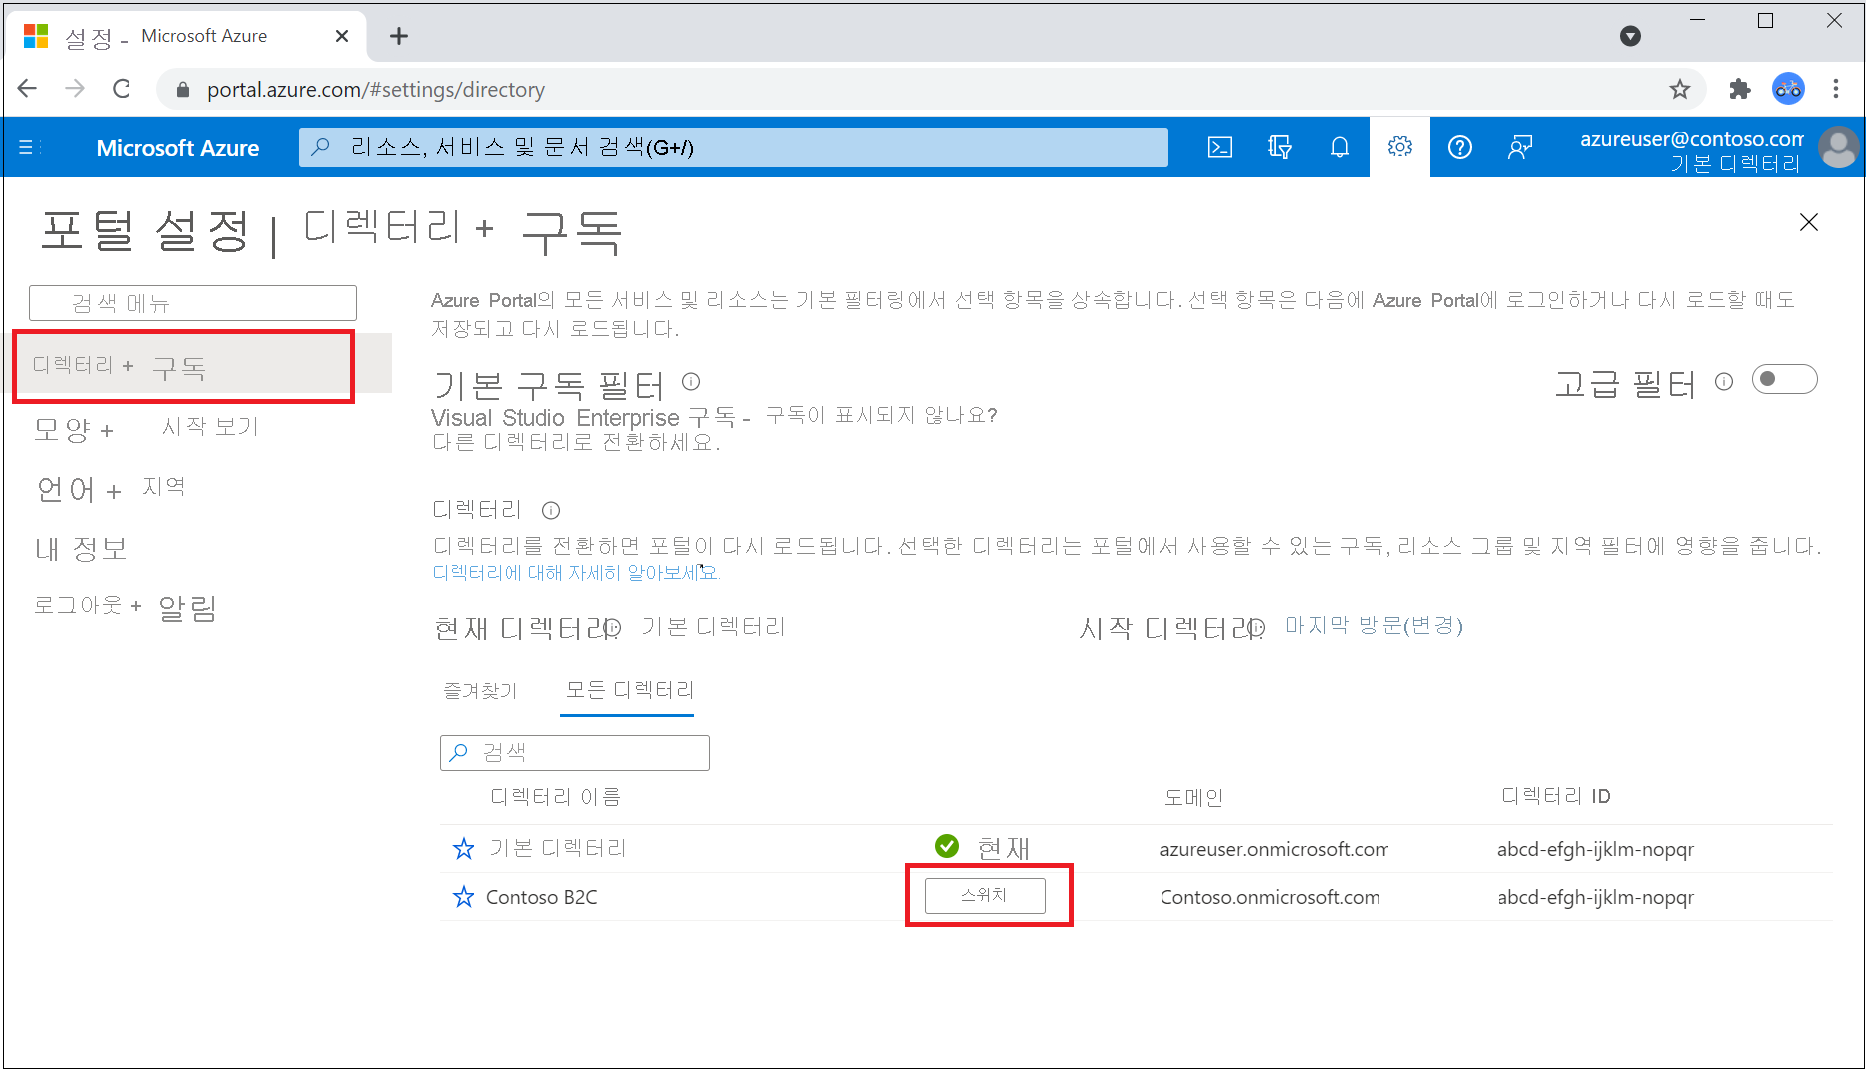 설정 - Microsoft Azure
portal.azure.com/#settings/directory
Microsoft Azure
리소스, 서비스 및 문서 검색(G+/)
azureuser@contoso.com
기본 디렉터리
포털 설정 | 디렉터리 + 구독
검색 메뉴
디렉터리 + 구독
모양 + 시작 보기
언어 + 지역
내 정보
로그아웃 + 알림
Azure Portal의 모든 서비스 및 리소스는 기본 필터링에서 선택 항목을 상속합니다. 선택 항목은 다음에 Azure Portal에 로그인하거나 다시 로드할 때도
저장되고 다시 로드됩니다.
기본 구독 필터
고급 필터
Visual Studio Enterprise 구독 - 구독이 표시되지 않나요?
다른 디렉터리로 전환하세요.
디렉터리
디렉터리를 전환하면 포털이 다시 로드됩니다. 선택한 디렉터리는 포털에서 사용할 수 있는 구독, 리소스 그룹 및 지역 필터에 영향을 줍니다.
디렉터리에 대해 자세히 알아보세요.
현재 디렉터리: 기본 디렉터리
시작 디렉터리: 마지막 방문(변경)
즐겨찾기
모든 디렉터리
검색
디렉터리 이름 도메인 디렉터리 ID
기본 디렉터리 현재 azureuser.onmicrosoft.com abcd-efgh-ijklm-nopqr
Contoso B2C 스위치 Contoso.onmicrosoft.com abcd-efgh-ijklm-nopqr